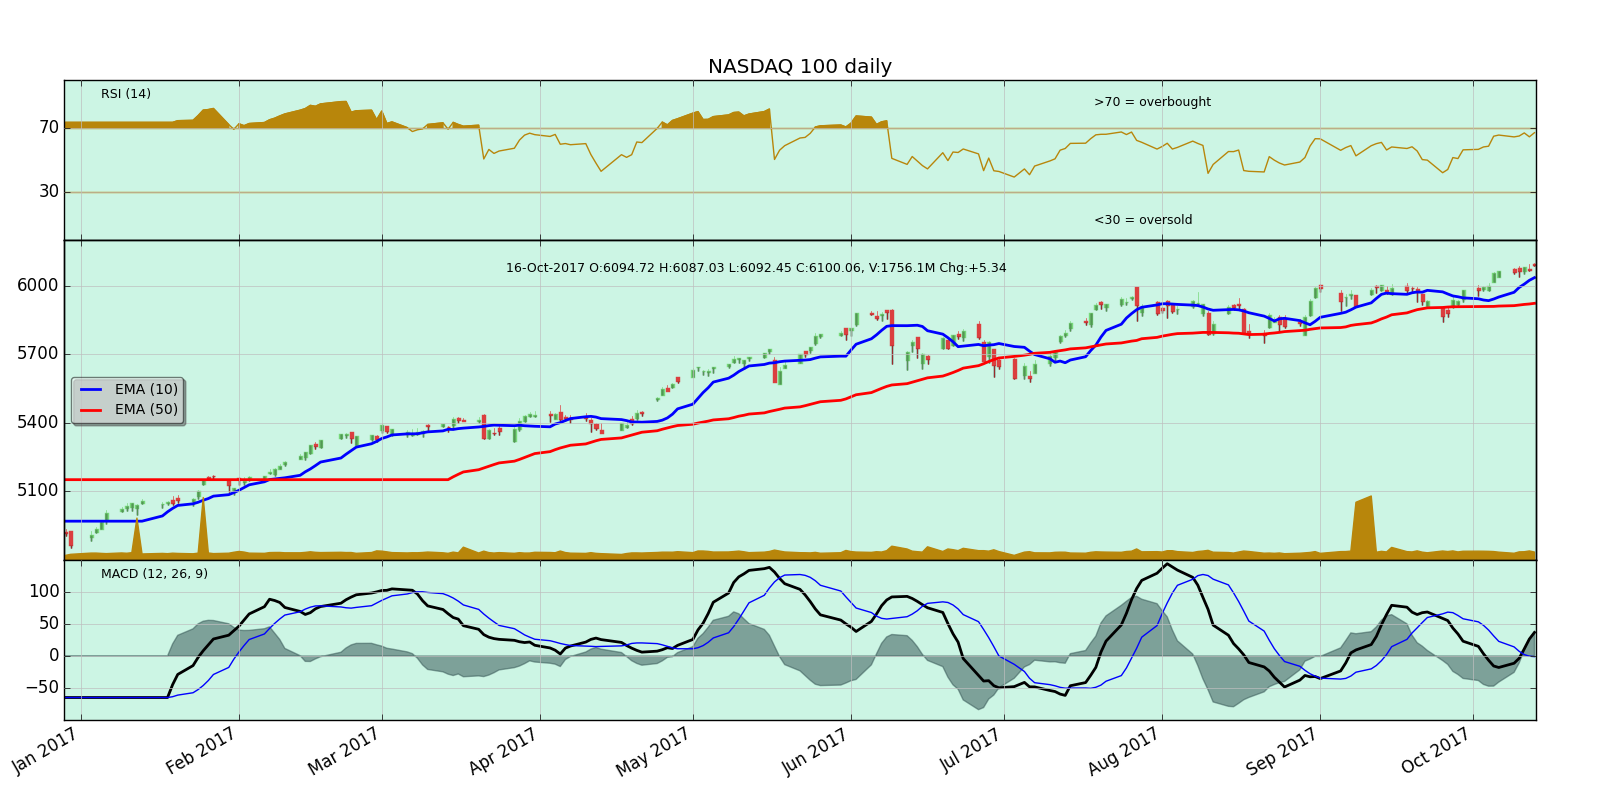 NASDAQ 100 daily
RSI (14)
>70 = overbought
70
30
<30 = oversold
16-Oct-2017 O:6094.72 H:6087.03 L:6092.45 C:6100.06, V:1756.1M Chg:+5.34
6000
5700
EMA (10)
EMA (50)
5400
5100
MACD (12, 26, 9)
100
50
0
−50
Jan 2017 Feb 2017 Mar 2017 Apr 2017 May 2017 Jun 2017 Jul 2017 Aug 2017 Sep 2017 Oct 2017